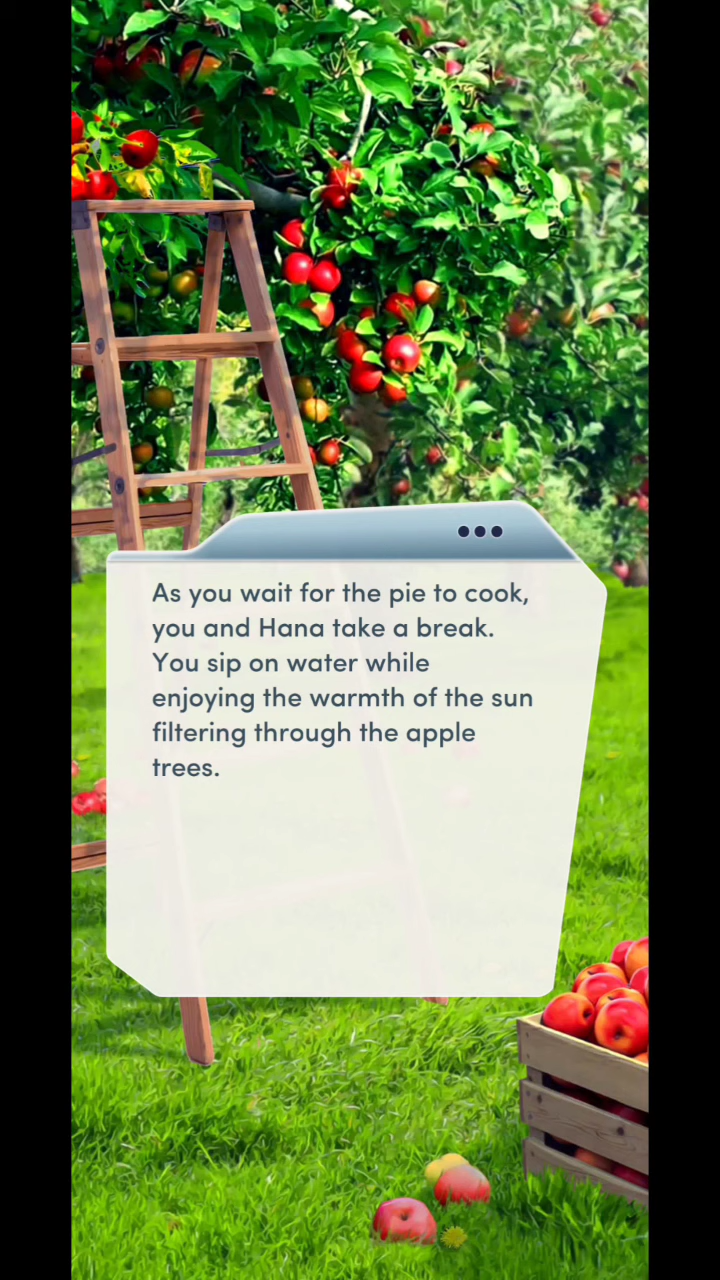 As you wait for the pie to cook,
you and Hana take a break.
You sip on water while
enjoying the warmth of the sun
filtering through the apple
trees.